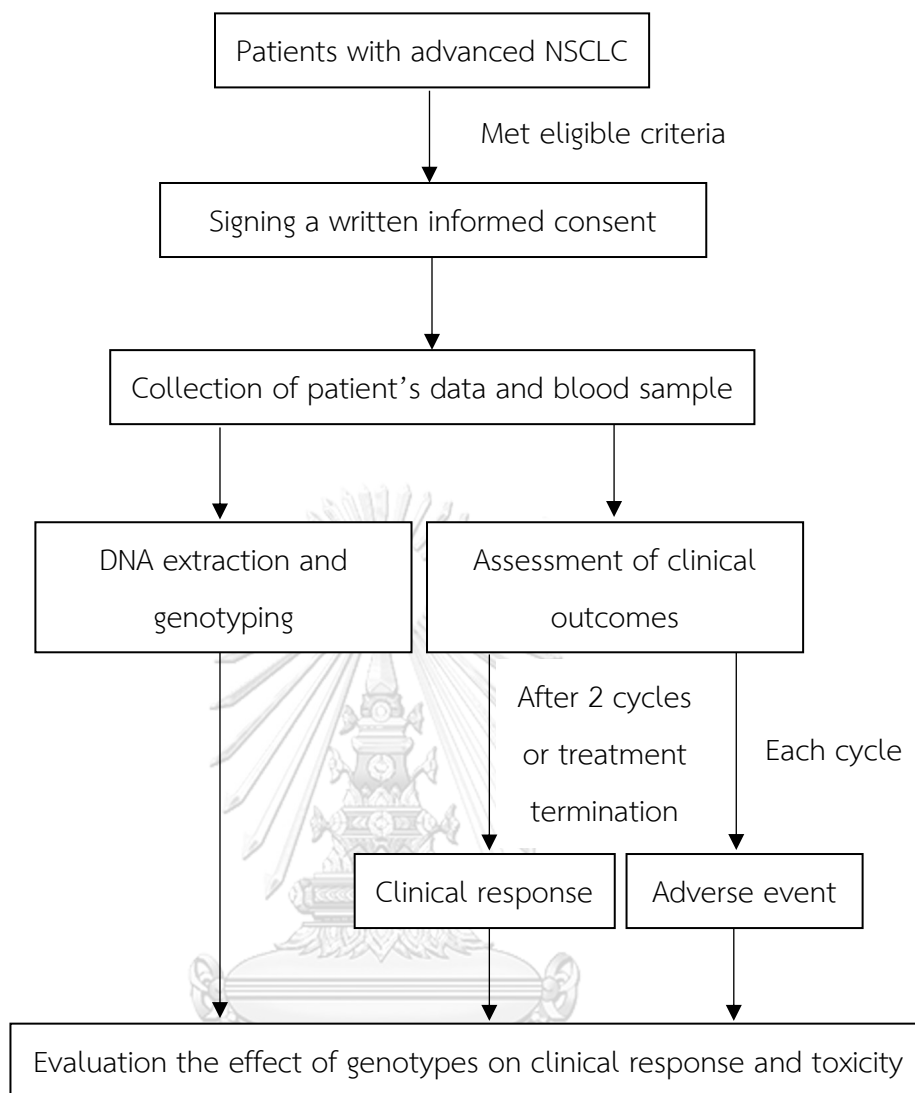 Patients with advanced NSCLC
Met eligible criteria
Signing a written informed consent
Collection of patient’s data and blood sample
DNA extraction and
genotyping
Assessment of clinical
outcomes
After 2 cycles
or treatment
termination
Each cycle
Clinical response
Adverse event
Evaluation the effect of genotypes on clinical response and toxicity